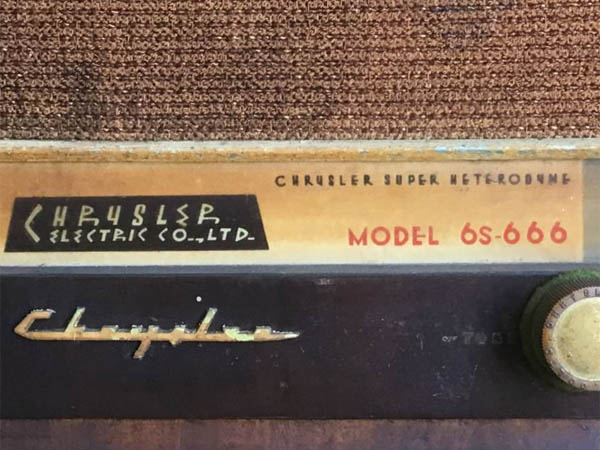 CHRYSLER SUPER HETERODYNE
CHRYSLER
ELECTRIC CO., LTD.
MODEL 6S-666
Chrysler